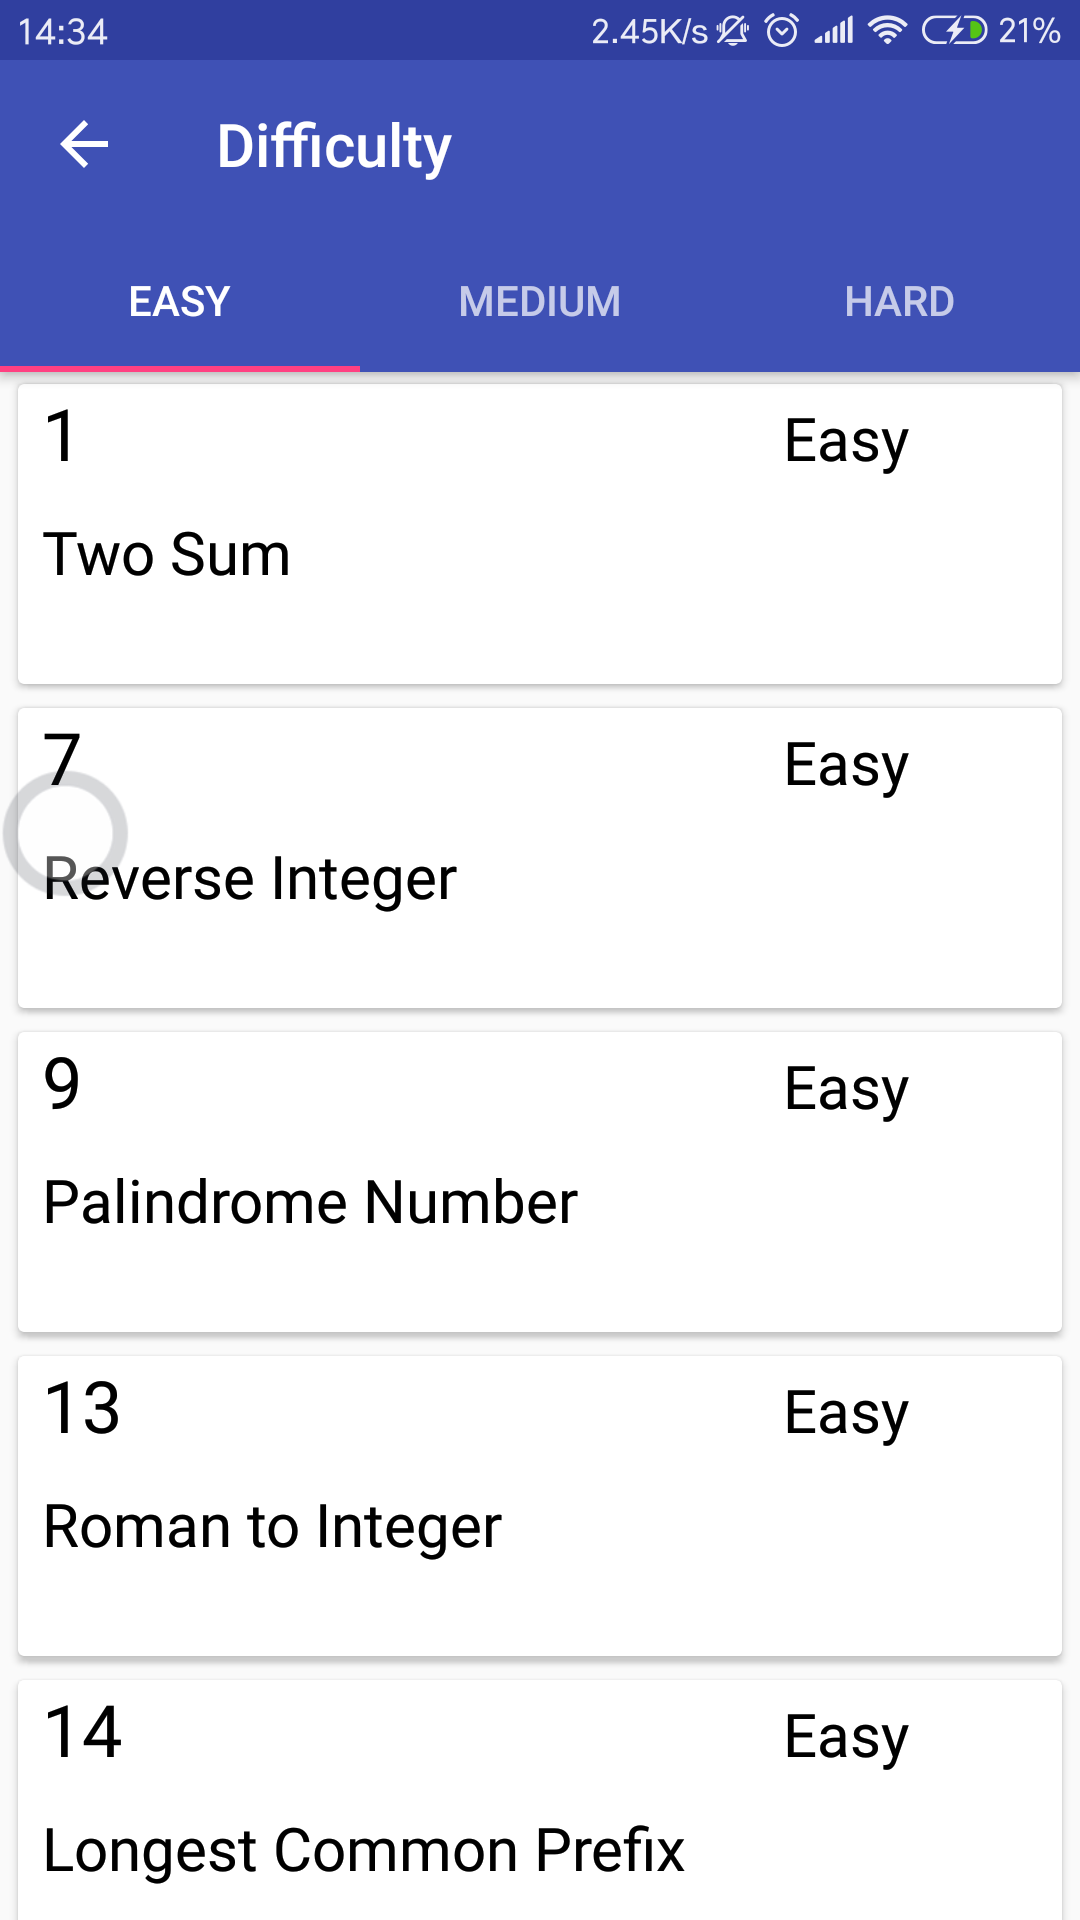 14:34 2.45K/s 21%
Difficulty
EASY MEDIUM HARD
1 Easy
Two Sum
7 Easy
Reverse Integer
9 Easy
Palindrome Number
13 Easy
Roman to Integer
14 Easy
Longest Common Prefix